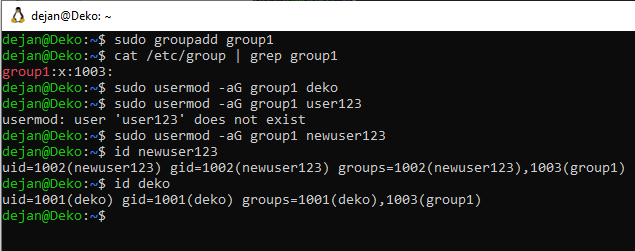 dejan@Deko: ~
dejan@Deko:~$ sudo groupadd group1
dejan@Deko:~$ cat /etc/group | grep group1
group1:x:1003:
dejan@Deko:~$ sudo usermod -aG group1 deko
dejan@Deko:~$ sudo usermod -aG group1 user123
usermod: user 'user123' does not exist
dejan@Deko:~$ sudo usermod -aG group1 newuser123
dejan@Deko:~$ id newuser123
uid=1002(newuser123) gid=1002(newuser123) groups=1002(newuser123),1003(group1)
dejan@Deko:~$ id deko
uid=1001(deko) gid=1001(deko) groups=1001(deko),1003(group1)
dejan@Deko:~$